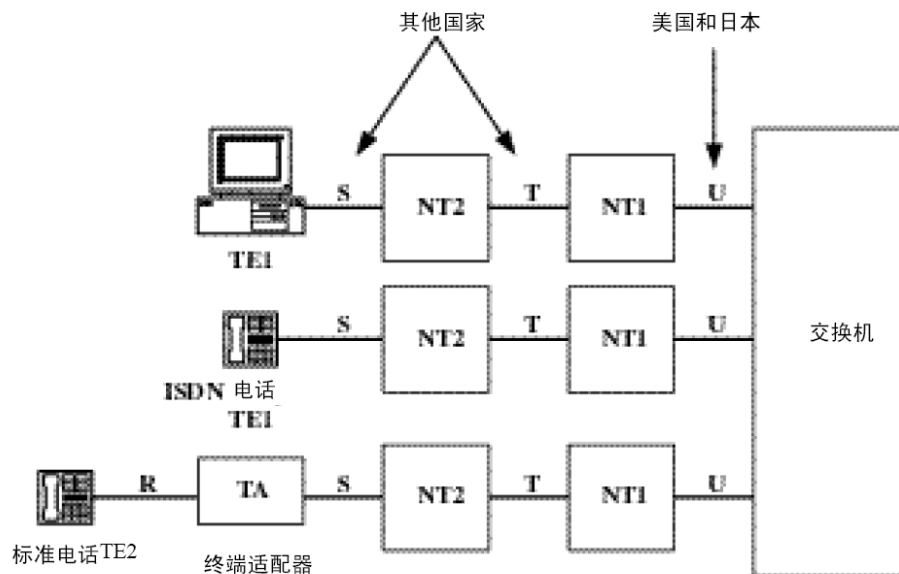 其他国家
美国和日本
S
NT2
T
NT1
U
TE1
S
NT2
T
NT1
U
交换机
ISDN 电话
TE1
R
TA
S
NT2
T
NT1
U
标准电话TE2
终端适配器